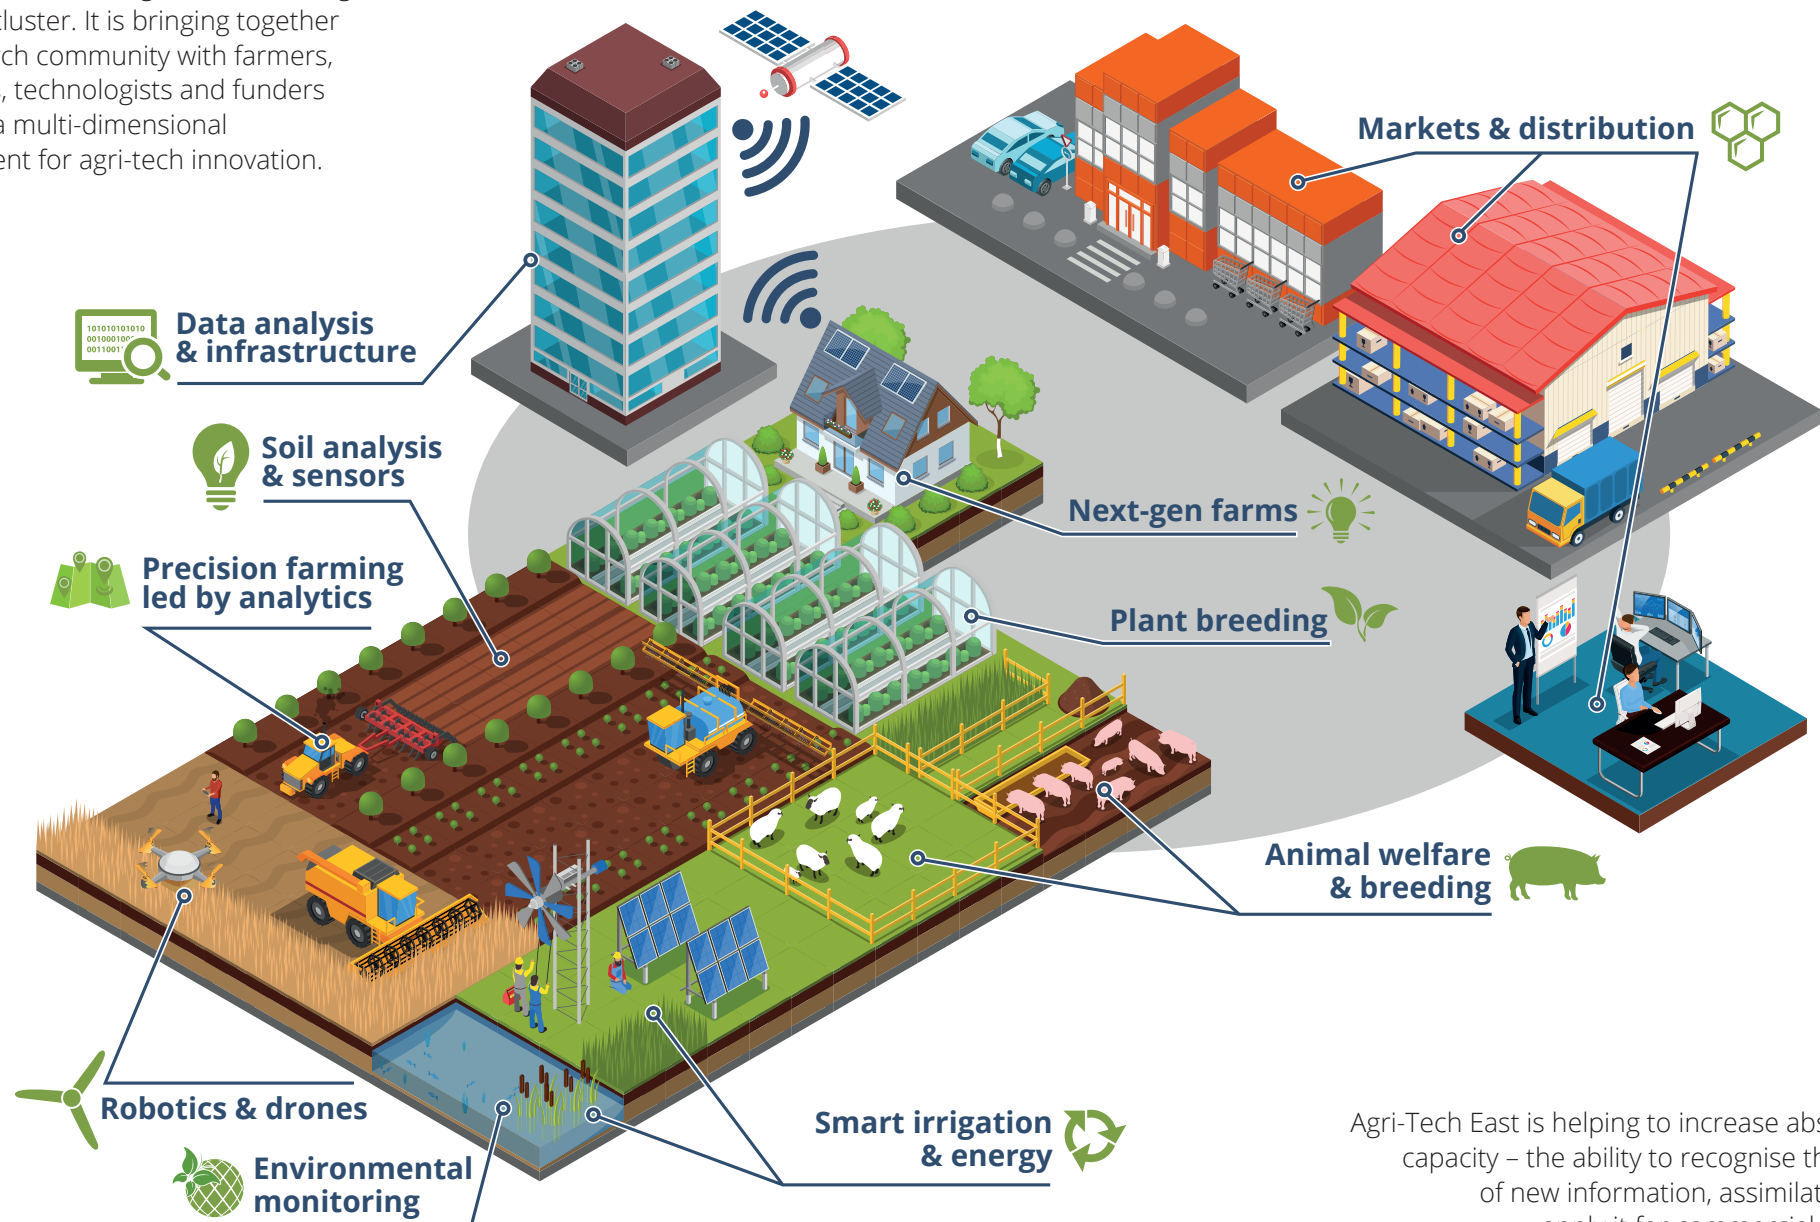 cluster. It is bringing together
rch community with farmers,
technologists and funders
a multi-dimensional
ent for agri-tech innovation.
Markets & distribution
Data analysis
& infrastructure
101010101010
Soil analysis
& sensors
Next-gen farms
Precision farming
led by analytics
Plant breeding
Animal welfare
& breeding
Robotics & drones
Smart irrigation
& energy
Environmental
monitoring
Agri-Tech East is helping to increase abs
capacity – the ability to recognise th
of new information, assimilat